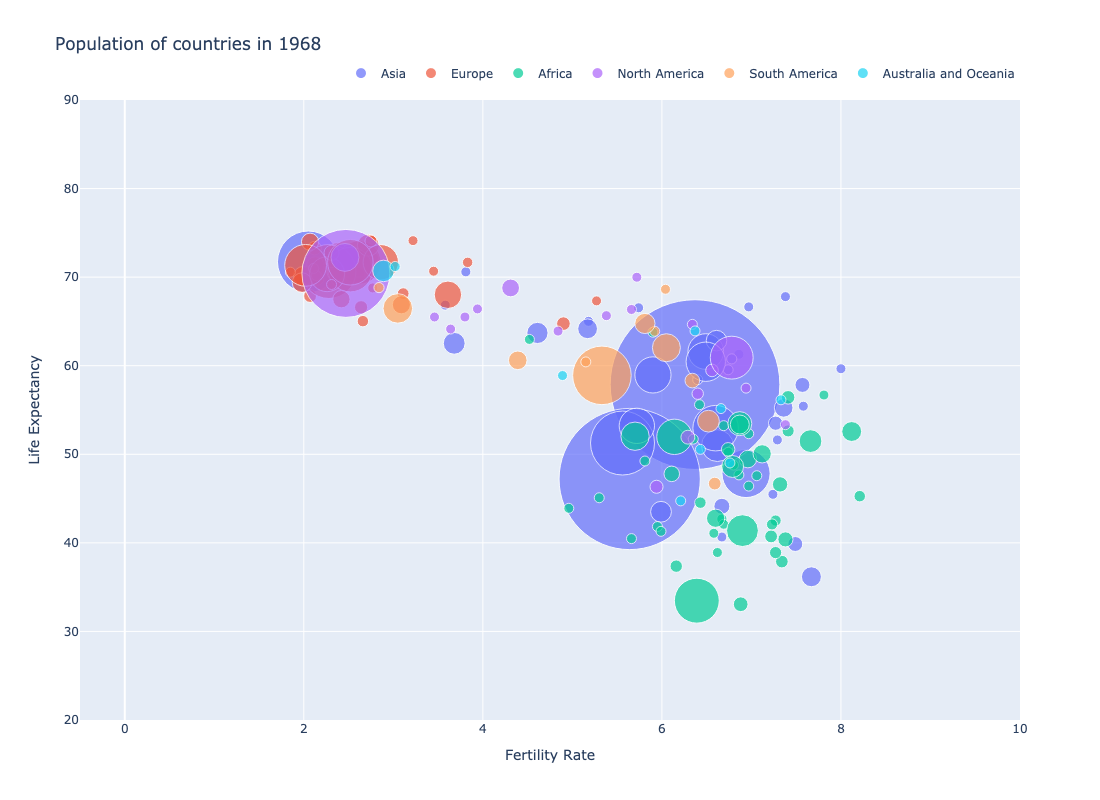 Population of countries in 1968
Asia Europe Africa North America South America Australia and Oceania
90
80
70
60
50
40
30
20
Life Expectancy
0 2 4 6 8 10
Fertility Rate